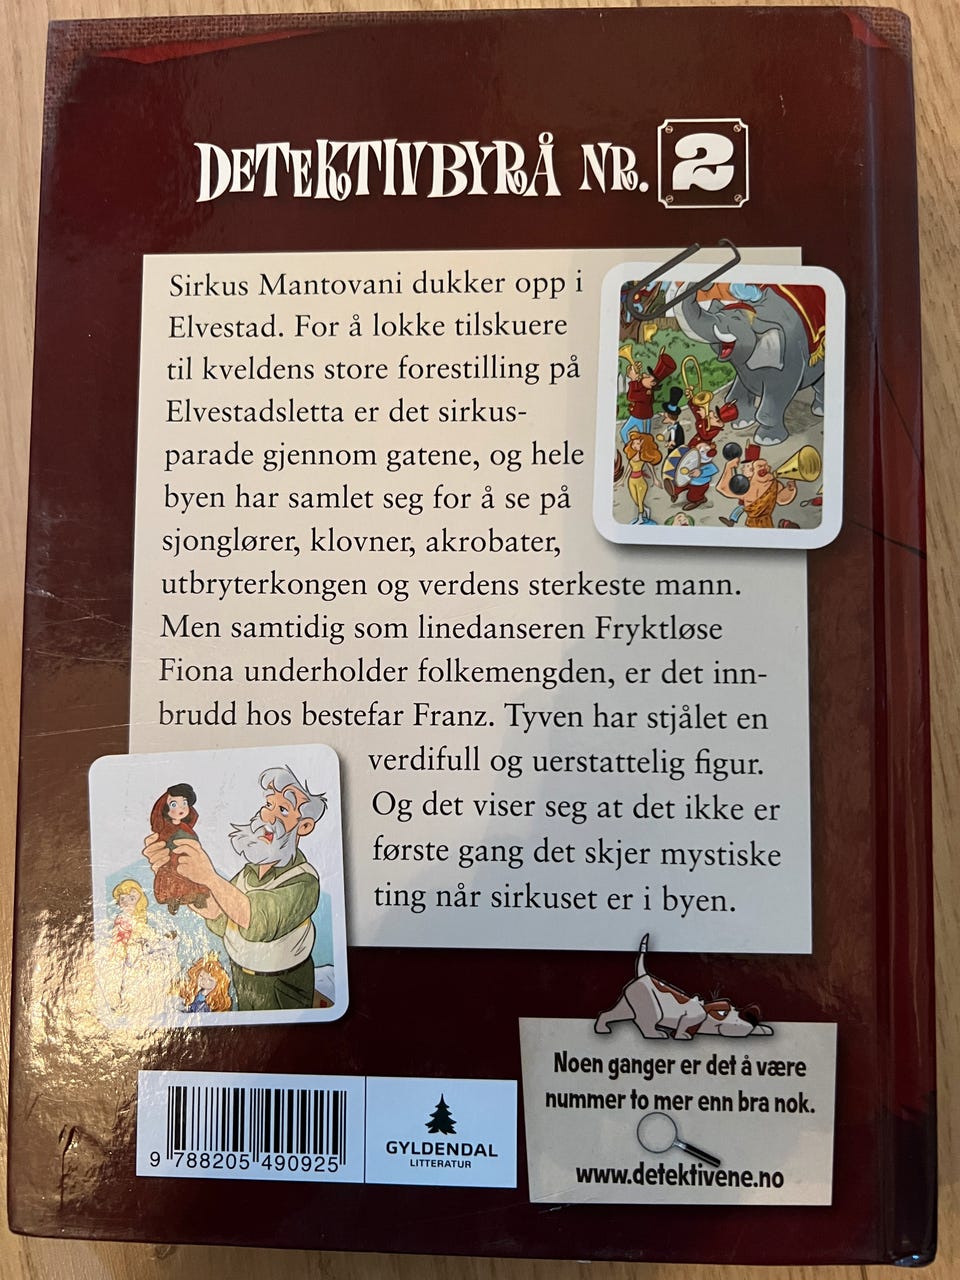 DETEKTIVBYRÅ NR. 2
Sirkus Mantovani dukker opp i
Elvestad. For å lokke tilskuere
til kveldens store forestilling på
Elvestadsletta er det sirkus-
parade gjennom gatene, og hele
byen har samlet seg for å se på
sjonglører, klovner, akrobater,
utbryterkongen og verdens sterkeste mann.
Men samtidig som linedanseren Fryktløse
Fiona underholder folkemengden, er det inn-
brudd hos bestefar Franz. Tyven har stjålet en
verdifull og uerstattelig figur.
Og det viser seg at det ikke er
første gang det skjer mystiske
ting når sirkuset er i byen.
Noen ganger er det å være
nummer to mer enn bra nok.
www.detektivene.no
9 788205 490925
GYLDENDAL
LITTERATUR